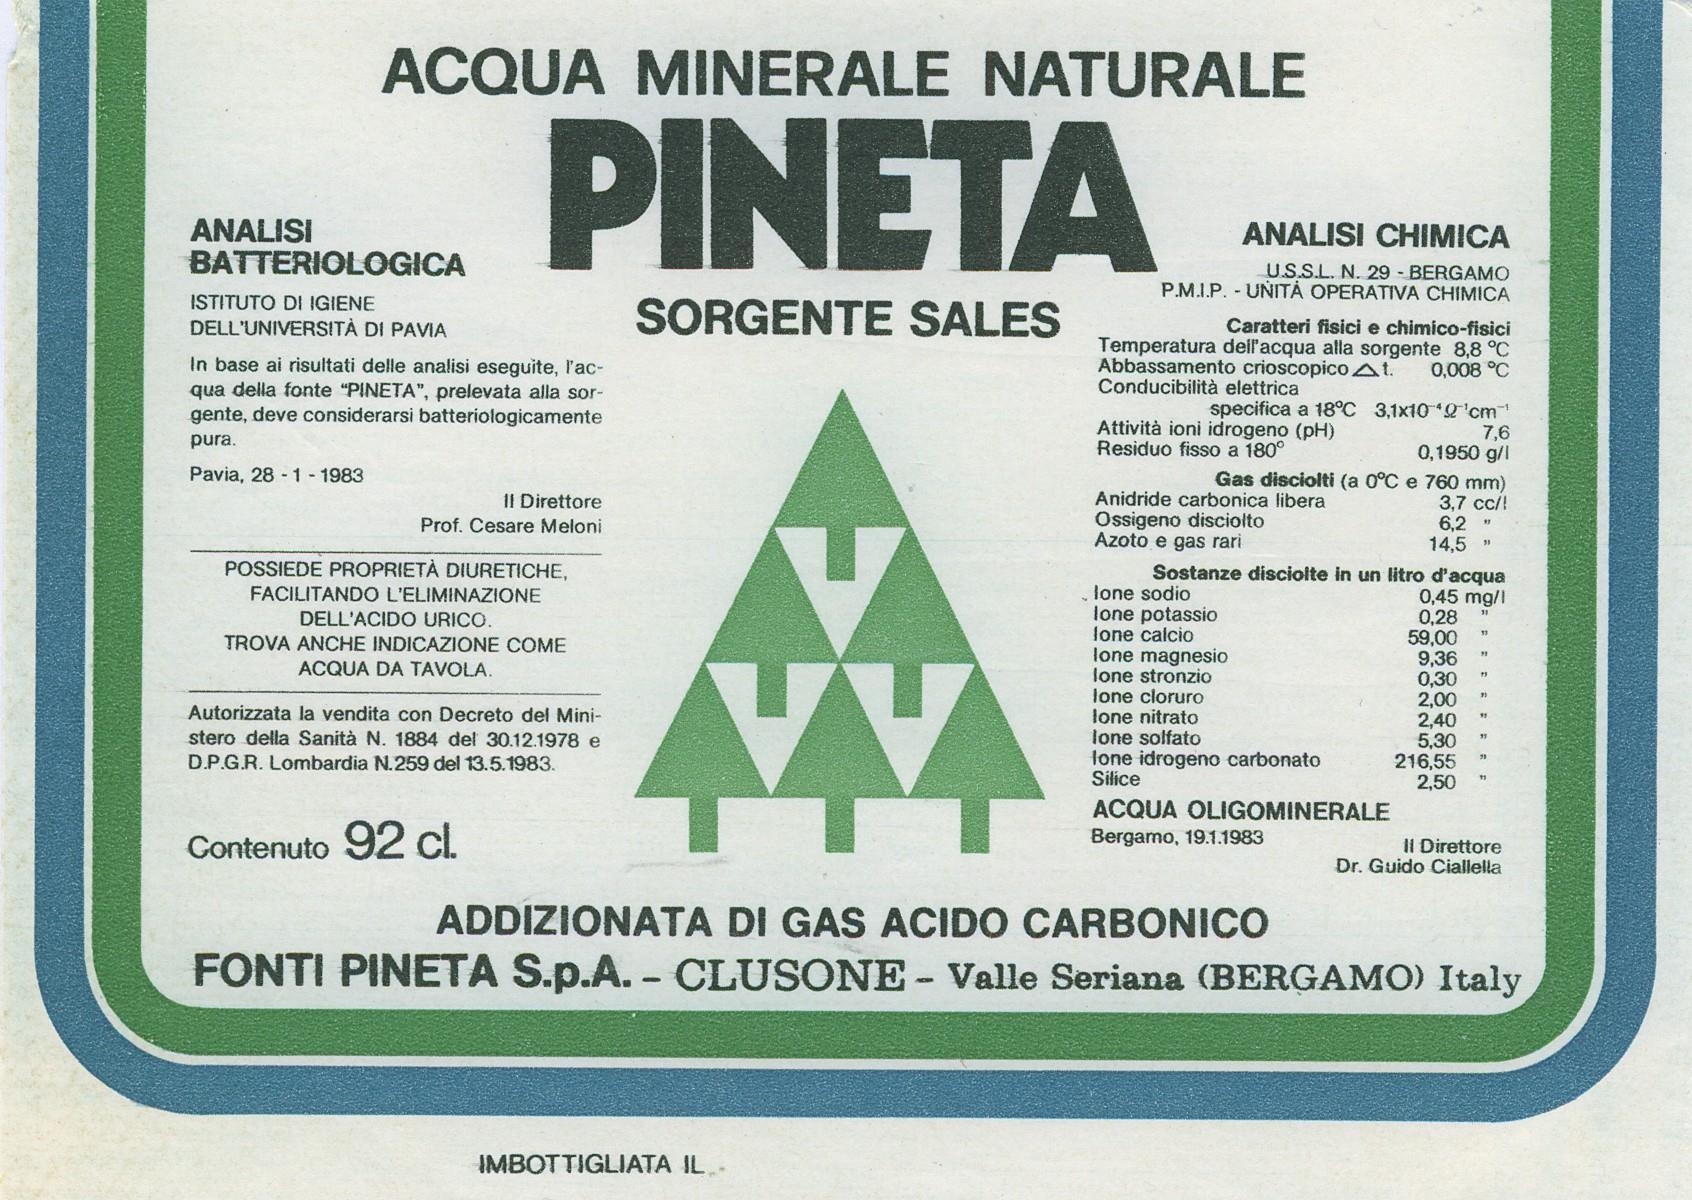 ACQUA MINERALE NATURALE
PINETA
SORGENTE SALES
ANALISI
BATTERIOLOGICA
ISTITUTO DI IGIENE
DELL'UNIVERSITÀ DI PAVIA
In base ai risultati delle analisi eseguite, l'ac-
qua della fonte "PINETA", prelevata alla sor-
gente, deve considerarsi batteriologicamente
pura.
Pavia, 28 - 1 - 1983
Il Direttore
Prof. Cesare Meloni
POSSIEDE PROPRIETÀ DIURETICHE,
FACILITANDO L'ELIMINAZIONE
DELL'ACIDO URICO.
TROVA ANCHE INDICAZIONE COME
ACQUA DA TAVOLA.
Autorizzata la vendita con Decreto del Mini-
stero della Sanità N. 1884 del 30.12.1978 e
D.P.G.R. Lombardia N.259 del 13.5.1983.
Contenuto 92 cl.
ANALISI CHIMICA
U.S.S.L. N. 29 - BERGAMO
P.M.I.P. - UNITÀ OPERATIVA CHIMICA
Caratteri fisici e chimico-fisici
Temperatura dell'acqua alla sorgente 8,8 °C
Abbassamento crioscopico △ t. 0,008 °C
Conducibilità elettrica
specifica a 18°C 3,1x10⁻⁴Ω⁻¹cm⁻¹
Attività ioni idrogeno (pH) 7,6
Residuo fisso a 180° 0,1950 g/l
Gas disciolti (a 0°C e 760 mm)
Anidride carbonica libera 3,7 cc/l
Ossigeno disciolto 6,2 "
Azoto e gas rari 14,5 "
Sostanze disciolte in un litro d'acqua
Ione sodio 0,45 mg/l
Ione potassio 0,28 "
Ione calcio 59,00 "
Ione magnesio 9,36 "
Ione stronzio 0,30 "
Ione cloruro 2,00 "
Ione nitrato 2,40 "
Ione solfato 5,30 "
Ione idrogeno carbonato 216,55 "
Silice 2,50 "
ACQUA OLIGOMINERALE
Bergamo, 19.1.1983
Il Direttore
Dr. Guido Ciallella
ADDIZIONATA DI GAS ACIDO CARBONICO
FONTI PINETA S.p.A. - CLUSONE - Valle Seriana (BERGAMO) Italy
IMBOTTIGLIATA IL